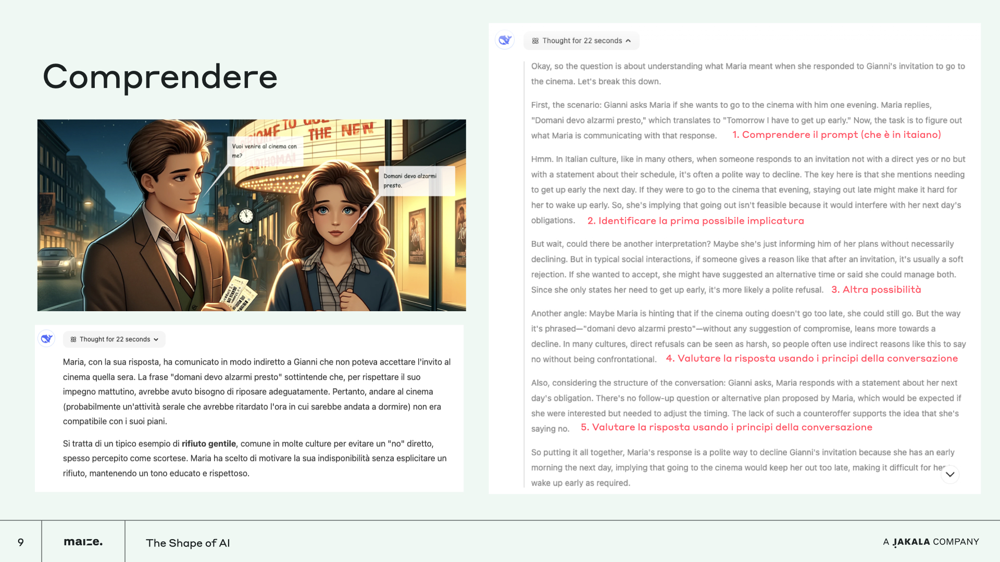 Comprendere
THE NEW
Vuoi venire al cinema con
me?
Domani devo alzarmi
presto.
Thought for 22 seconds
Maria, con la sua risposta, ha comunicato in modo indiretto a Gianni che non poteva accettare l'invito al
cinema quella sera. La frase "domani devo alzarmi presto" sottintende che, per rispettare il suo
impegno mattutino, avrebbe avuto bisogno di riposare adeguatamente. Pertanto, andare al cinema
(probabilmente un'attività serale che avrebbe ritardato l'ora in cui sarebbe andata a dormire) non era
compatibile con i suoi piani.
Si tratta di un tipico esempio di rifiuto gentile, comune in molte culture per evitare un "no" diretto,
spesso percepito come scortese. Maria ha scelto di motivare la sua indisponibilità senza esplicitare un
rifiuto, mantenendo un tono educato e rispettoso.
Thought for 22 seconds
Okay, so the question is about understanding what Maria meant when she responded to Gianni's invitation to go to
the cinema. Let's break this down.
First, the scenario: Gianni asks Maria if she wants to go to the cinema with him one evening. Maria replies,
"Domani devo alzarmi presto," which translates to "Tomorrow I have to get up early." Now, the task is to figure out
what Maria is communicating with that response. 1. Comprendere il prompt (che è in itaiano)
Hmm. In Italian culture, like in many others, when someone responds to an invitation not with a direct yes or no but
with a statement about their schedule, it's often a polite way to decline. The key here is that she mentions needing
to get up early the next day. If they were to go to the cinema that evening, staying out late might make it hard for
her to wake up early. So, she's implying that going out isn't feasible because it would interfere with her next day's
obligations. 2. Identificare la prima possibile implicatura
But wait, could there be another interpretation? Maybe she's just informing him of her plans without necessarily
declining. But in typical social interactions, if someone gives a reason like that after an invitation, it's usually a soft
rejection. If she wanted to accept, she might have suggested an alternative time or said she could manage both.
Since she only states her need to get up early, it's more likely a polite refusal. 3. Altra possibilità
Another angle: Maybe Maria is hinting that if the cinema outing doesn't go too late, she could still go. But the way
it's phrased—"domani devo alzarmi presto"—without any suggestion of compromise, leans more towards a
decline. In many cultures, direct refusals can be seen as harsh, so people often use indirect reasons like this to say
no without being confrontational. 4. Valutare la risposta usando i principi della conversazione
Also, considering the structure of the conversation: Gianni asks, Maria responds with a statement about her next
day's obligation. There's no follow-up question or alternative plan proposed by Maria, which would be expected if
she were interested but needed to adjust the timing. The lack of such a counteroffer supports the idea that she's
saying no. 5. Valutare la risposta usando i principi della conversazione
So putting it all together, Maria's response is a polite way to decline Gianni's invitation because she has an early
morning the next day, implying that going to the cinema would keep her out too late, making it difficult for her
wake up early as required.
9
maize.
The Shape of AI
A JAKALA COMPANY